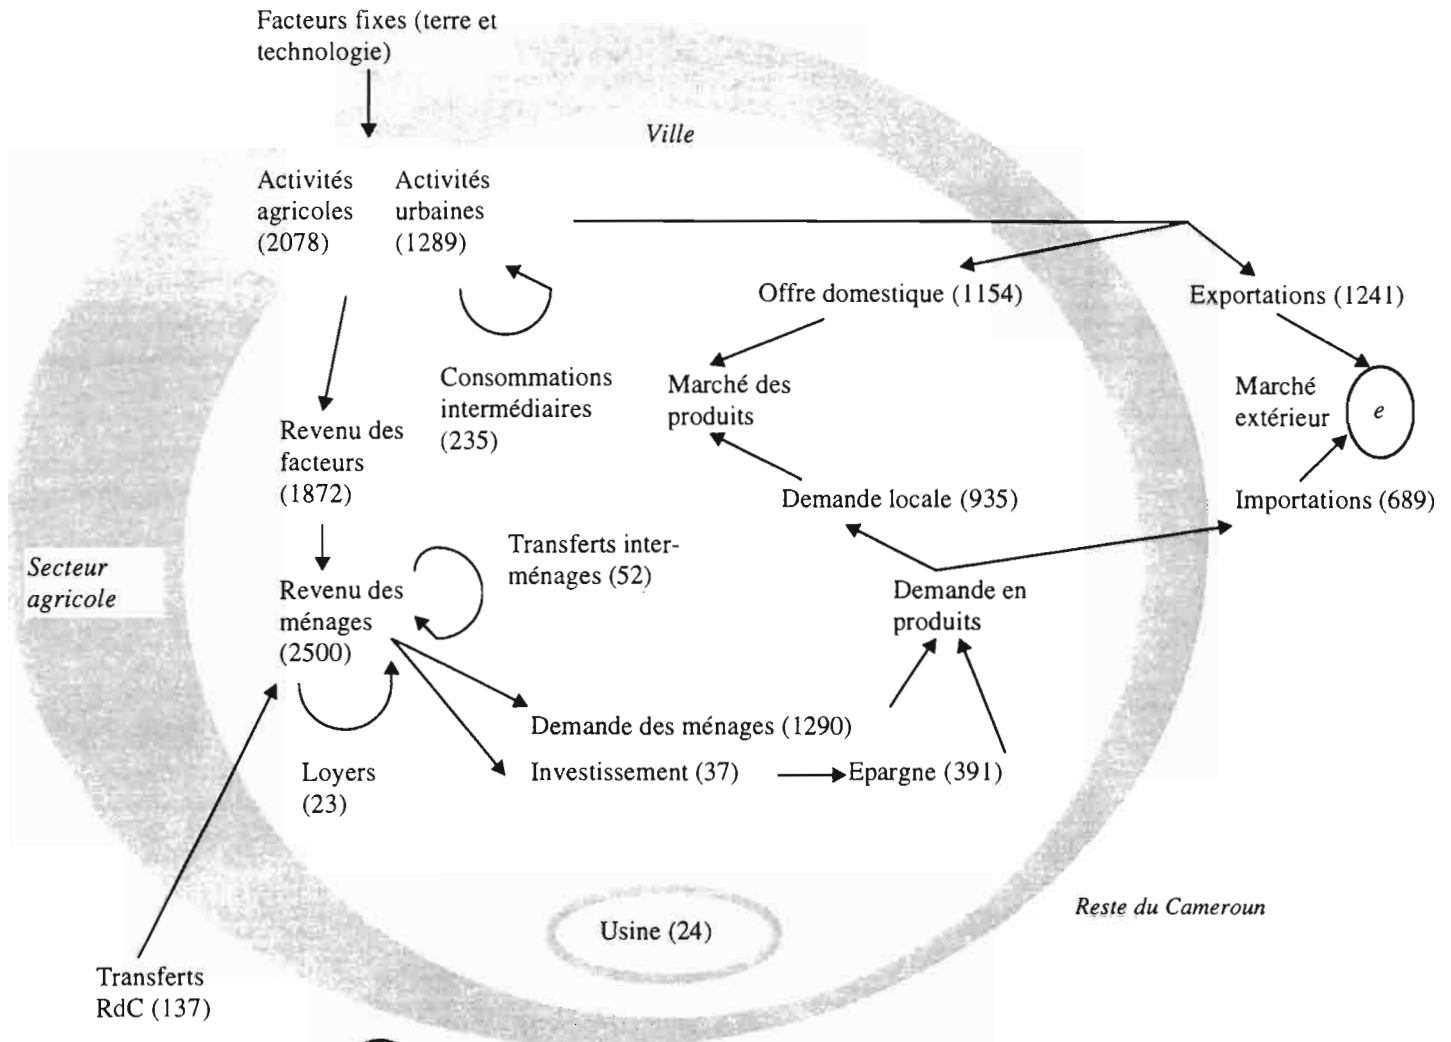 Facteurs fixes (terre et
technologie)
Ville
Activités
agricoles
(2078)
Activités
urbaines
(1289)
Offre domestique (1154)
Exportations (1241)
Consommations
intermédiaires
(235)
Marché des
produits
Marché
extérieur
e
Revenu des
facteurs
(1872)
Demande locale (935)
Importations (689)
Secteur
agricole
Transferts inter-
ménages (52)
Revenu des
ménages
(2500)
Demande en
produits
Demande des ménages (1290)
Loyers
(23)
Investissement (37)
Epargne (391)
Usine (24)
Reste du Cameroun
Transferts
RdC (137)